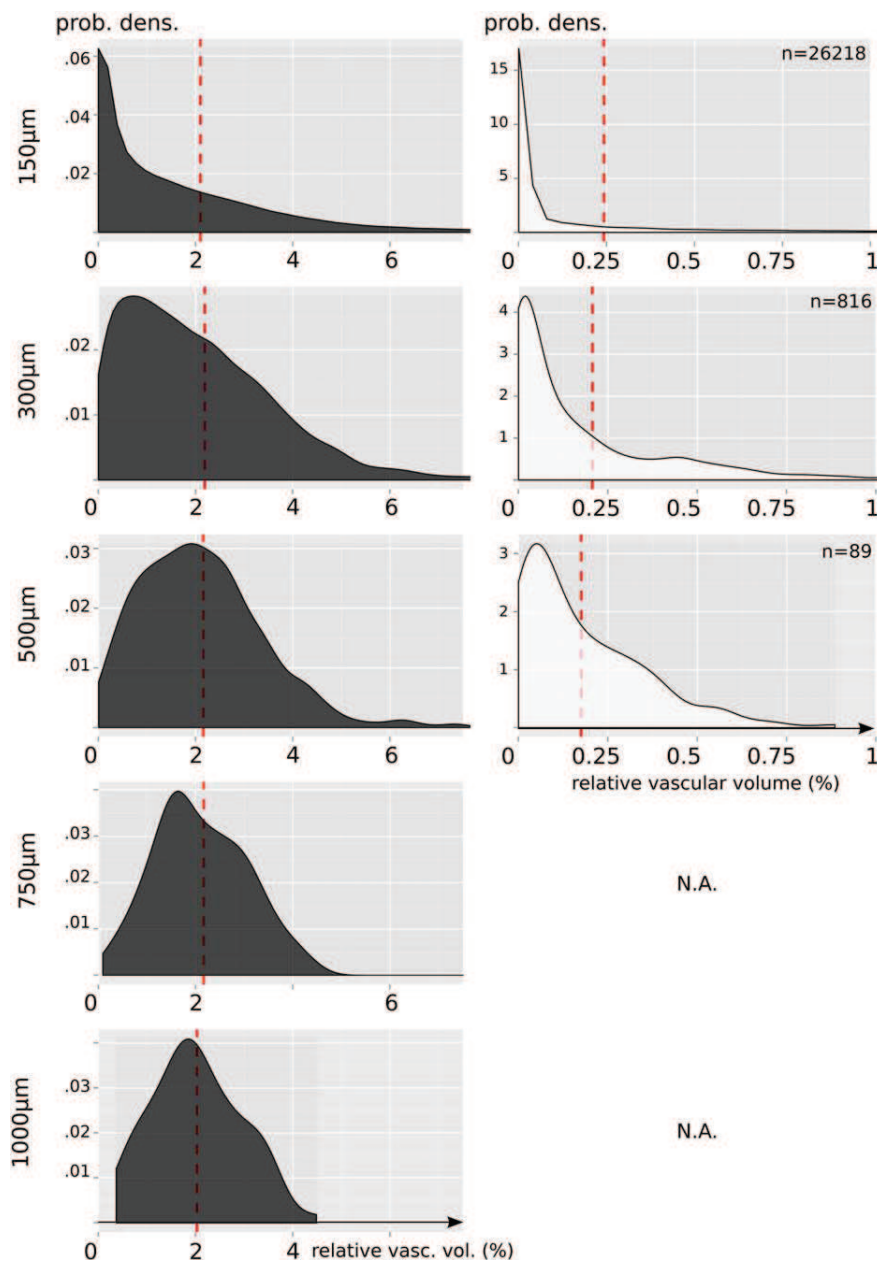 prob. dens. prob. dens.
150µm
.06
.04
.02
0 2 4 6
15
10
5
n=26218
0 0.25 0.5 0.75 1
300µm
.02
.01
0 2 4 6
4
3
2
1
n=816
0 0.25 0.5 0.75 1
500µm
.03
.02
.01
0 2 4 6
3
2
1
n=89
0 0.25 0.5 0.75 1
relative vascular volume (%)
750µm
.03
.02
.01
0 2 6
N.A.
1000µm
.03
.02
.01
0 2 4 relative vasc. vol. (%)
N.A.